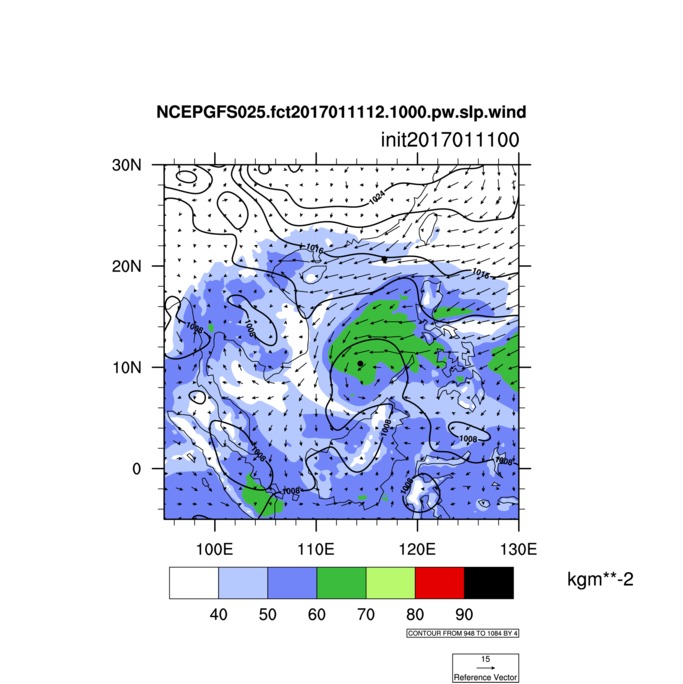 NCEPGFS025.fct2017011112.1000.pw.slp.wind
init2017011100
30N
1024
1016
20N
1016
1008
1008
10N
1008
1008
1008
1008
0
1008
1008
100E 110E 120E 130E
kgm**-2
40 50 60 70 80 90
CONTOUR FROM 948 TO 1084 BY 4
15
Reference Vector